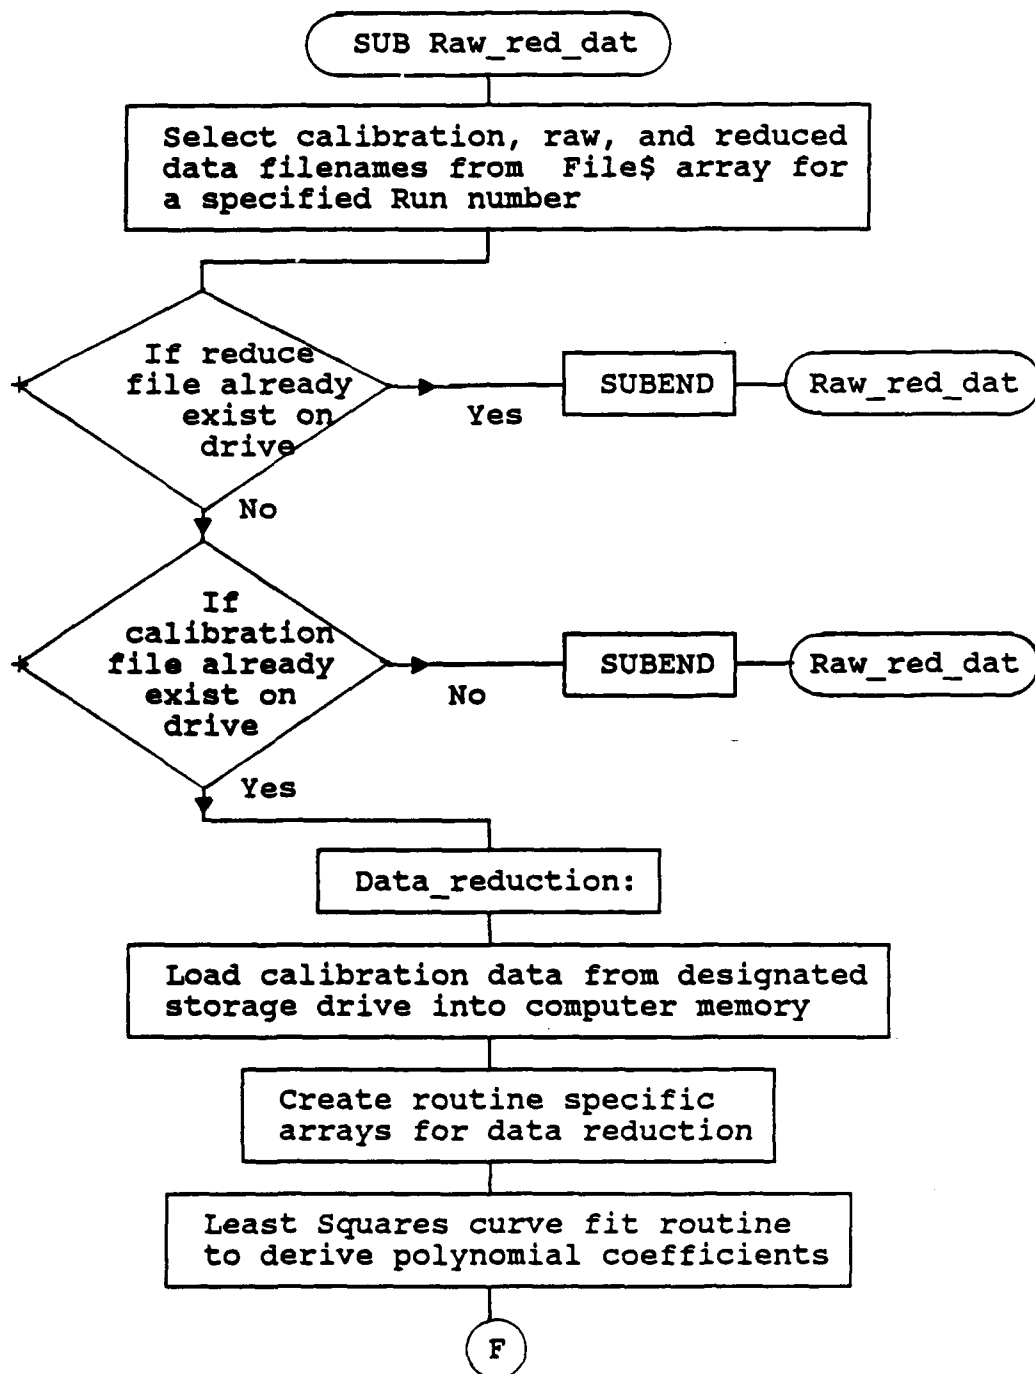 SUB Raw_red_dat
Select calibration, raw, and reduced
data filenames from File$ array for
a specified Run number
If reduce
file already
exist on
drive
Yes
SUBEND
Raw_red_dat
No
If
calibration
file already
exist on
drive
No
SUBEND
Raw_red_dat
Yes
Data_reduction:
Load calibration data from designated
storage drive into computer memory
Create routine specific
arrays for data reduction
Least Squares curve fit routine
to derive polynomial coefficients
F